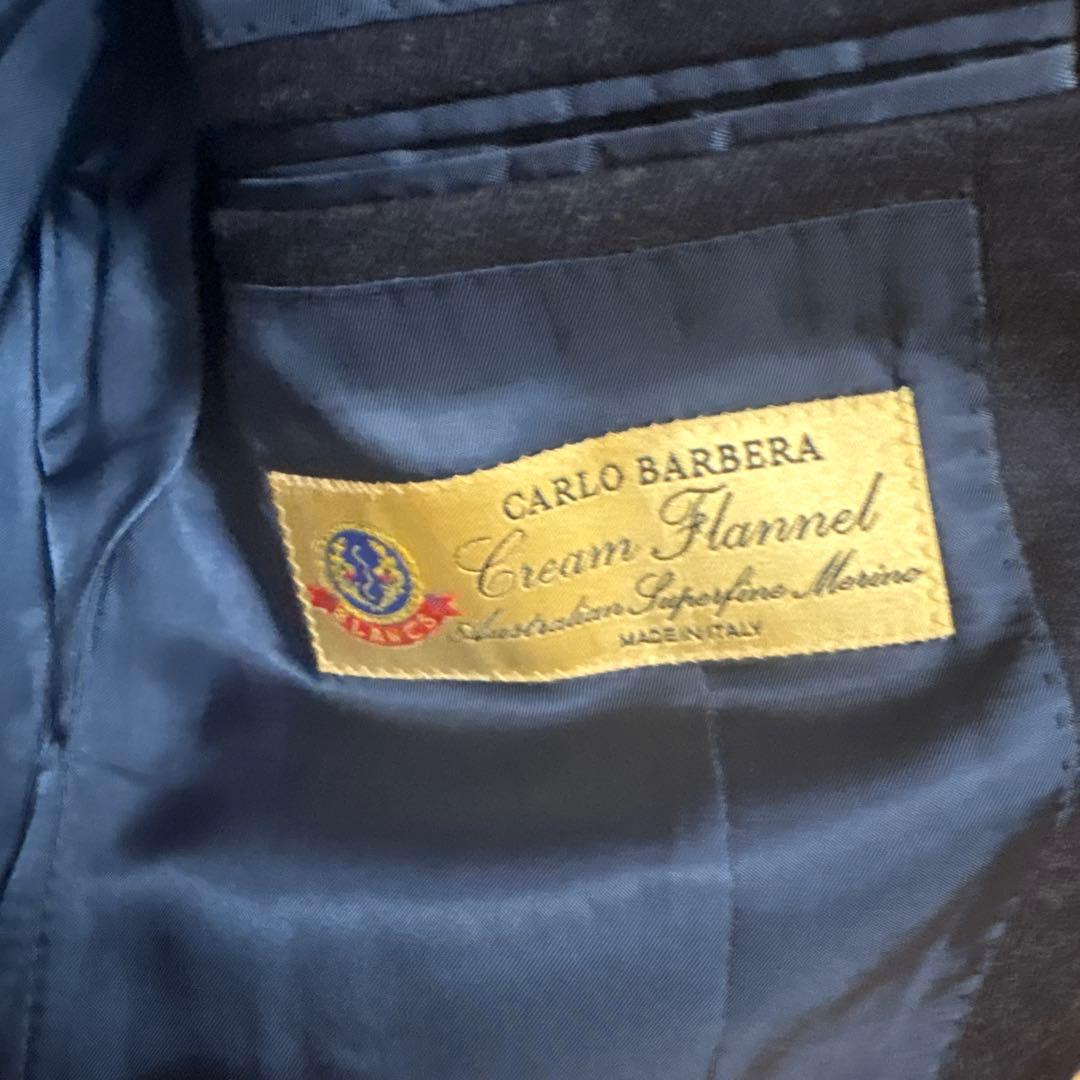 CARLO BARBERA
Cream Flannel
Australian Superfine Merino
MADE IN ITALY